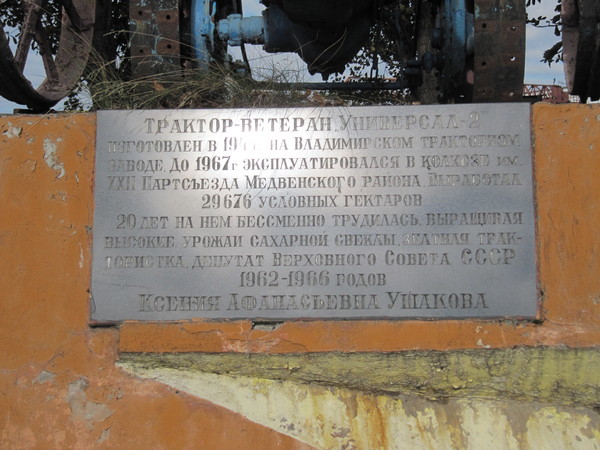 Трактор-ветеран, Универсал-2
изготовлен в на Владимирском тракторном
заводе. До 1967г эксплуатировался в колхозе им.
XXII Партсъезда Медвенского района. Выработал
29676 условных гектаров
20 лет на нем бессменно трудилась, выращивая
высокие урожаи сахарной свеклы, знатная трак-
тористка, депутат Верховного Совета СССР
1962-1966 годов
Ксения Афанасьевна Ушакова